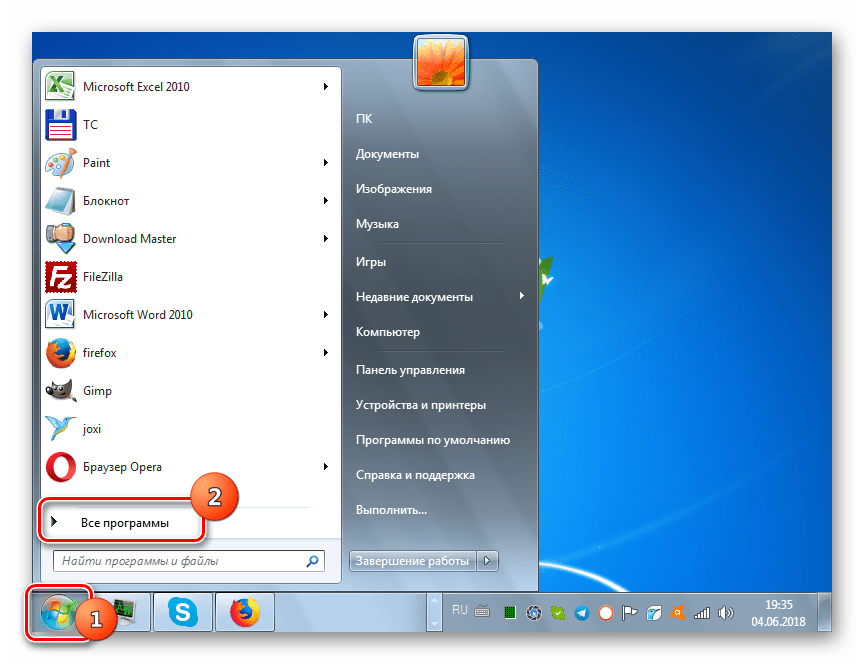 Microsoft Excel 2010
TC
Paint
Блокнот
Download Master
FileZilla
Microsoft Word 2010
firefox
Gimp
joxi
Браузер Opera
2
Все программы
Найти программы и файлы
ПК
Документы
Изображения
Музыка
Игры
Недавние документы
Компьютер
Панель управления
Устройства и принтеры
Программы по умолчанию
Справка и поддержка
Выполнить...
Завершение работы
1
RU
19:35
04.06.2018